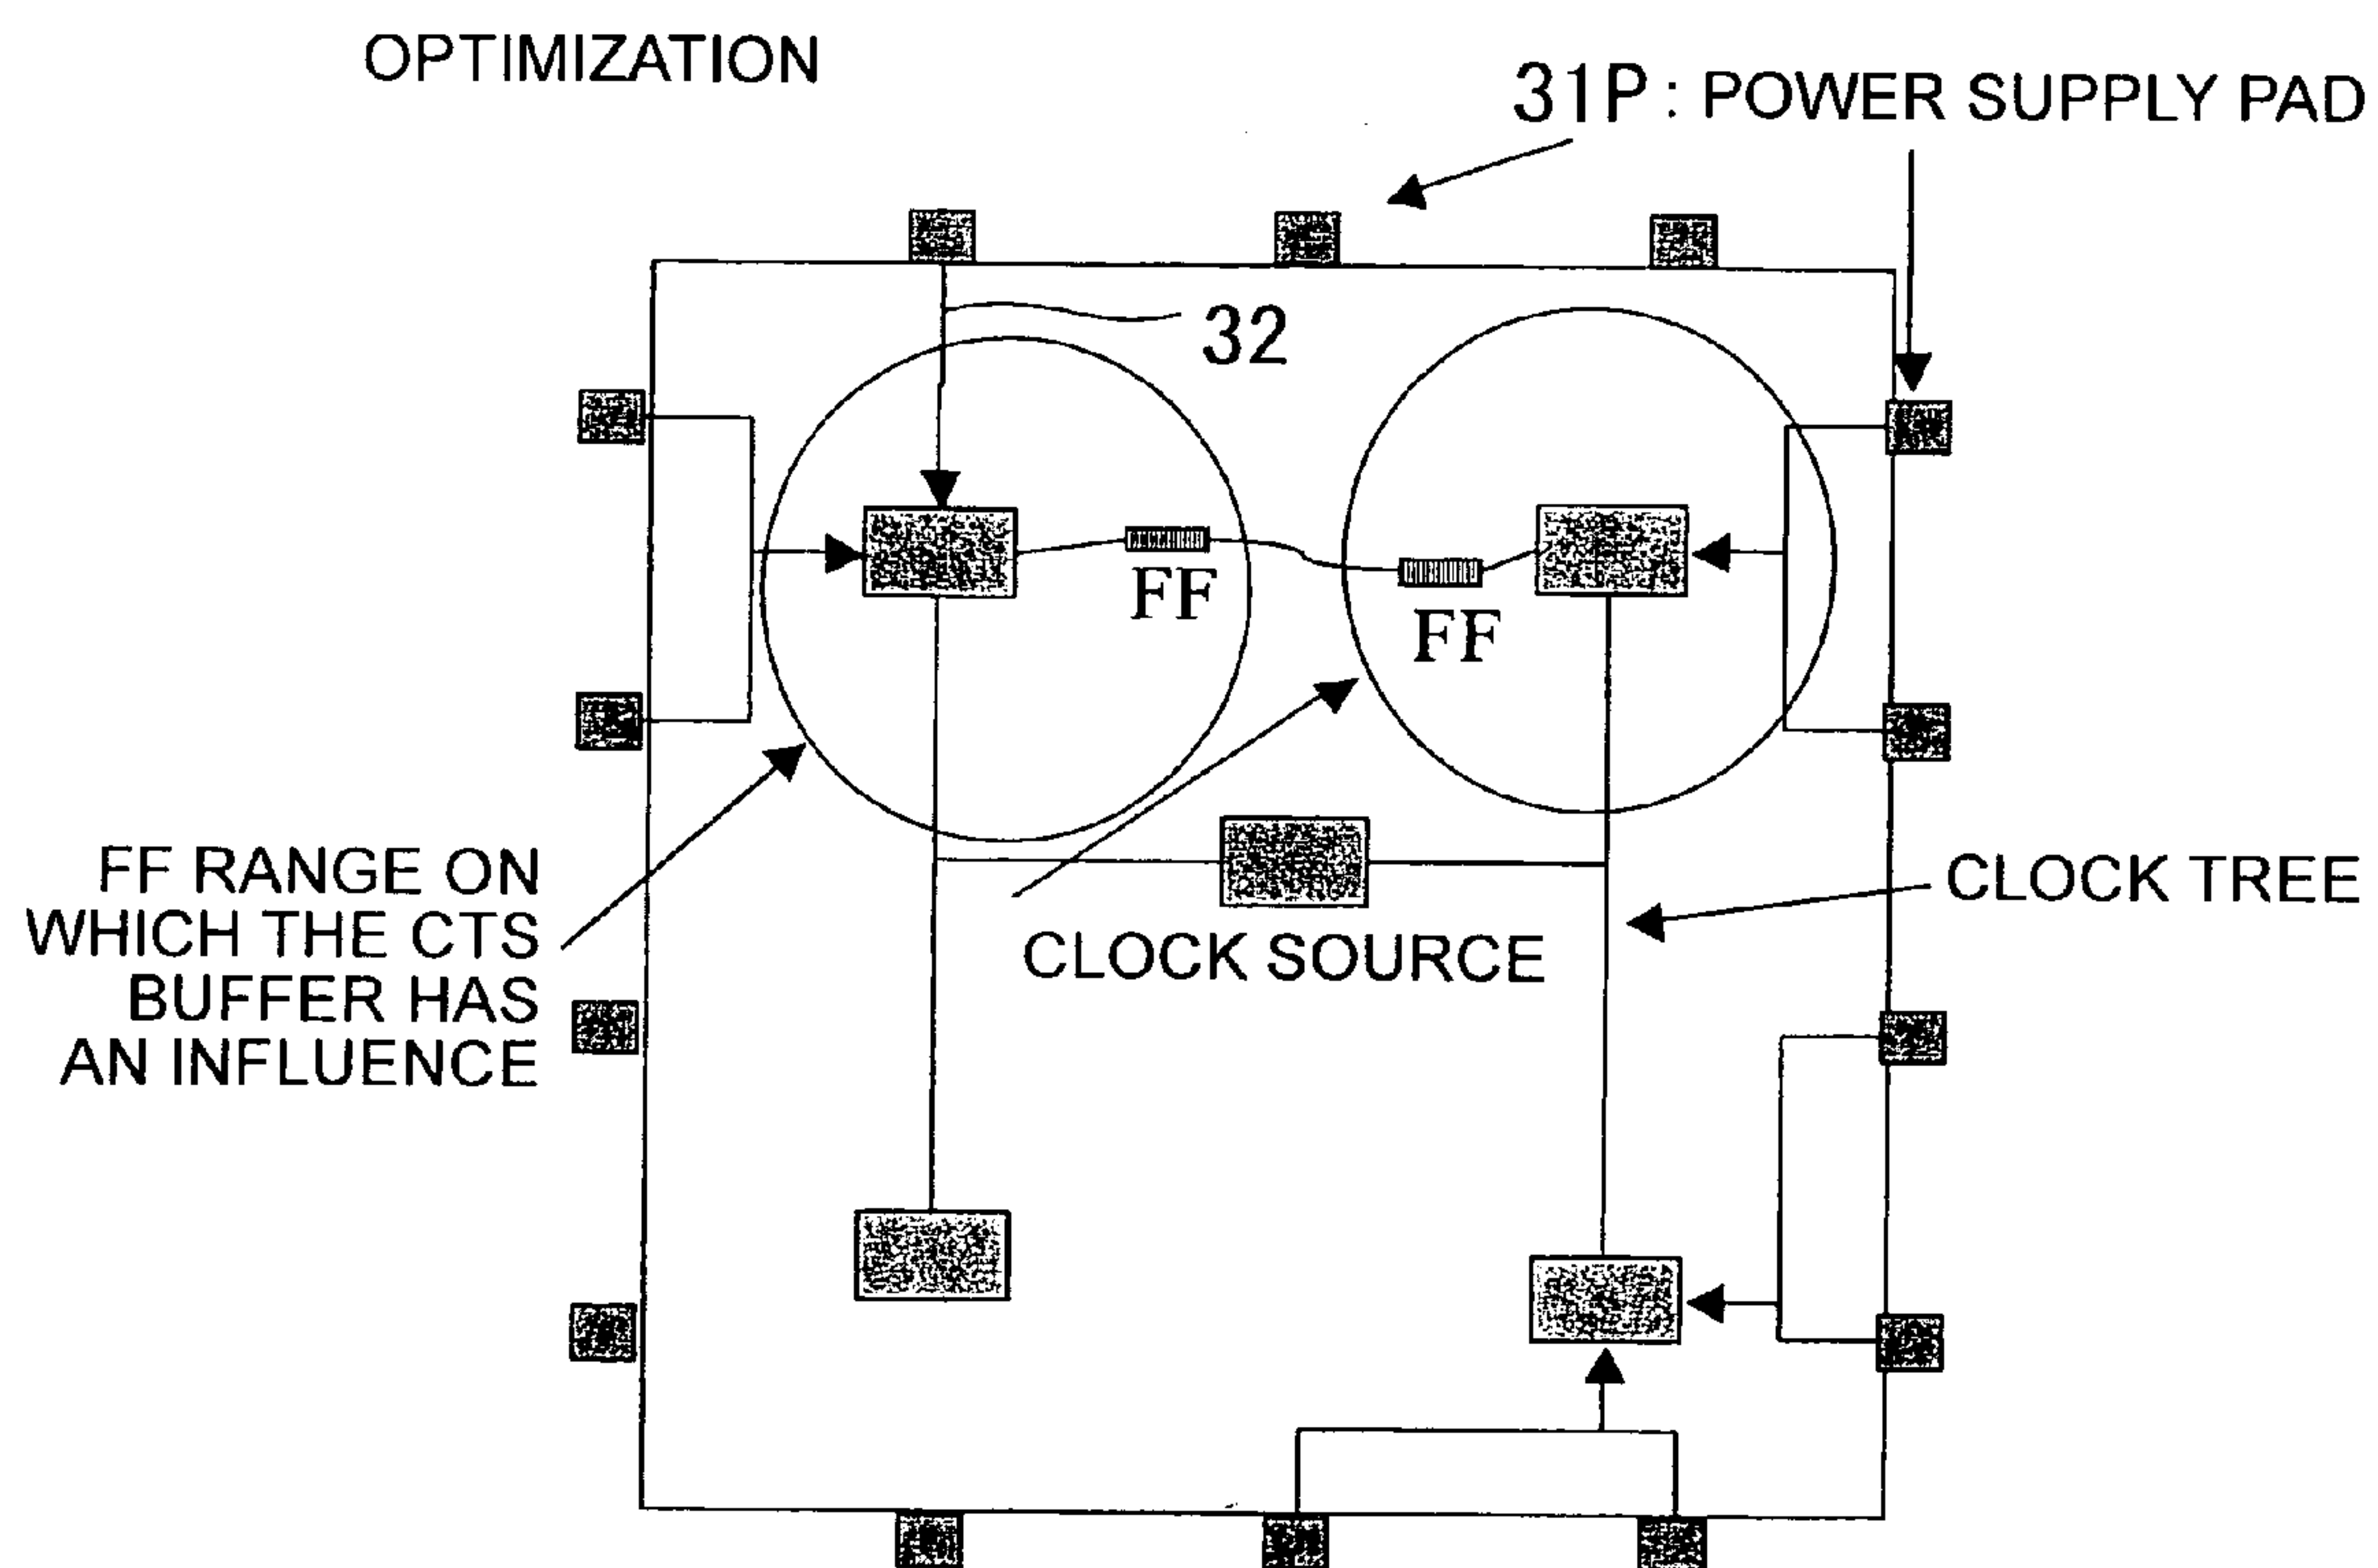 OPTIMIZATION
31P : POWER SUPPLY PAD
32
FF
FF
FF RANGE ON
WHICH THE CTS
BUFFER HAS
AN INFLUENCE
CLOCK SOURCE
CLOCK TREE